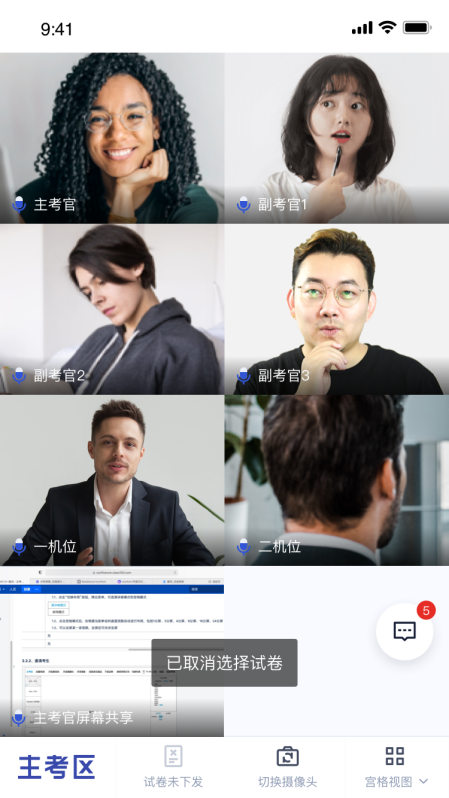 9:41
主考官
副考官1
副考官2
副考官3
一机位
二机位
5
已取消选择试卷
主考官屏幕共享
主考区
试卷未下发
切换摄像头
宫格视图